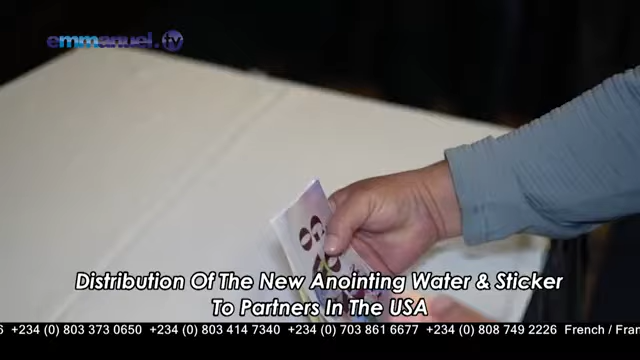 emmanuel.tv
Distribution Of The New Anointing Water & Sticker
To Partners In The USA
6 +234 (0) 803 373 0650 +234 (0) 803 414 7340 +234 (0) 703 861 6677 +234 (0) 808 749 2226 French / Fran